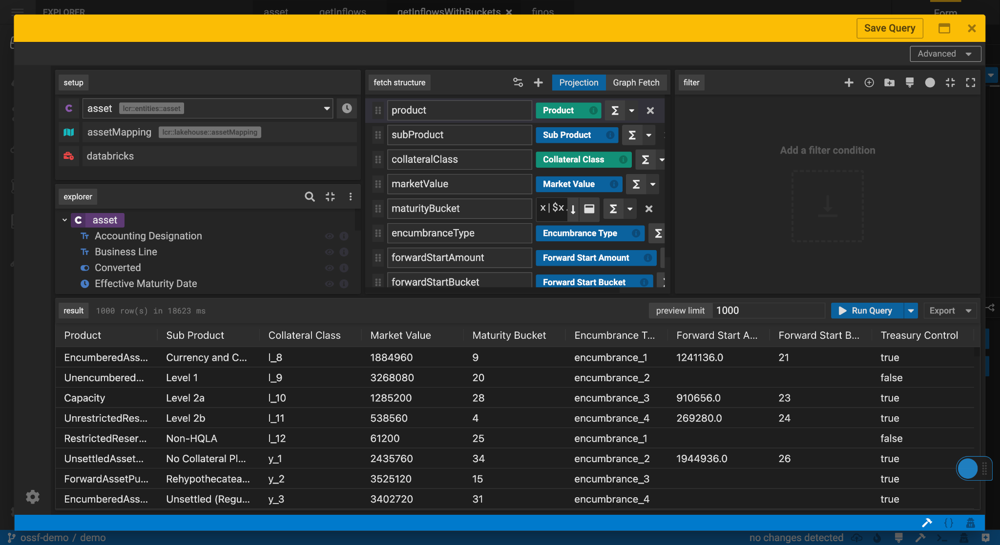 EXPLORER asset getInflows getInflowsWithBuckets finos Form
Save Query
Advanced
setup
asset lcr::entities::asset
assetMapping lcr::lakehouse::assetMapping
databricks
explorer
asset
Accounting Designation
Business Line
Converted
Effective Maturity Date
fetch structure Projection Graph Fetch
product Product
subProduct Sub Product
collateralClass Collateral Class
marketValue Market Value
maturityBucket x|$x.
encumbranceType Encumbrance Type
forwardStartAmount Forward Start Amount
forwardStartBucket Forward Start Bucket
filter
Add a filter condition
result 1000 row(s) in 18623 ms preview limit 1000 Run Query Export
Product Sub Product Collateral Class Market Value Maturity Bucket Encumbrance T... Forward Start A... Forward Start B... Treasury Control
EncumberedAss... Currency and C... l_8 1884960 9 encumbrance_1 1241136.0 21 true
Unencumbered... Level 1 l_9 3268080 20 encumbrance_2 false
Capacity Level 2a l_10 1285200 28 encumbrance_3 910656.0 23 true
UnrestrictedRes... Level 2b l_11 538560 4 encumbrance_4 269280.0 24 true
RestrictedReser... Non-HQLA l_12 61200 25 encumbrance_1 false
UnsettledAsset... No Collateral Pl... y_1 2435760 34 encumbrance_2 1944936.0 26 true
ForwardAssetPu... Rehypothecatea... y_2 3525120 15 encumbrance_3 true
EncumberedAss... Unsettled (Regu... y_3 3402720 31 encumbrance_4 true
ossf-demo / demo no changes detected